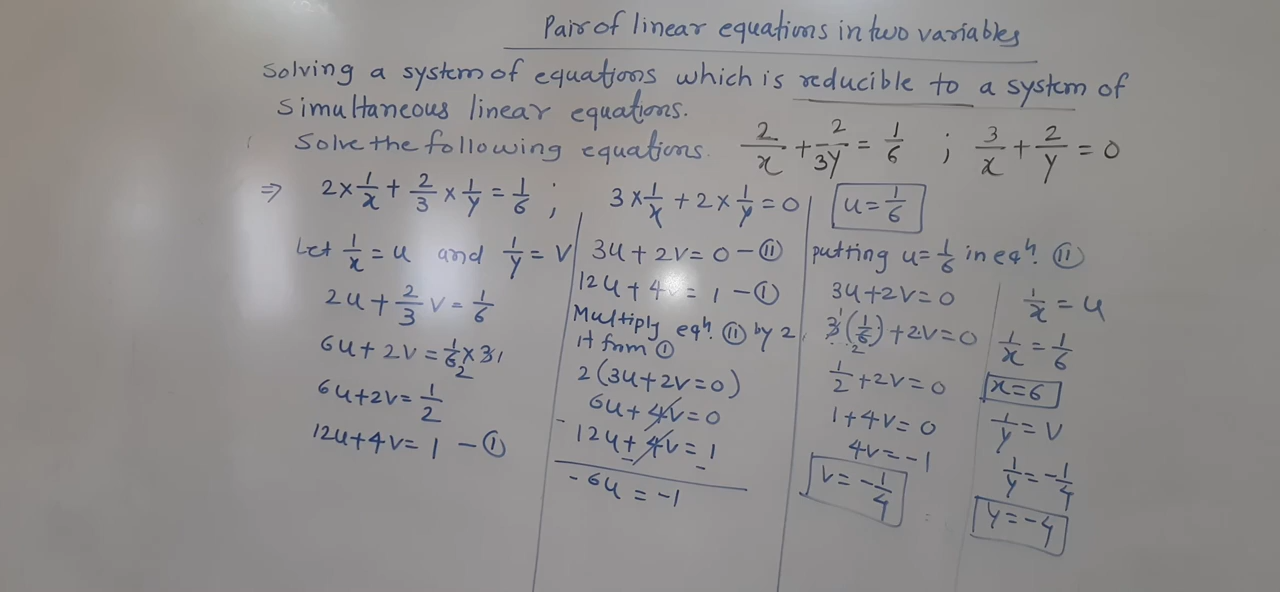 Pair of linear equations in two variables
Solving a system of equations which is reducible to a system of
simultaneous linear equations.
Solve the following equations. 2/x + 2/3y = 1/6 ; 3/x + 2/y = 0
⇒ 2 × 1/x + 2/3 × 1/y = 1/6 ; 3 × 1/x + 2 × 1/y = 0
Let 1/x = u and 1/y = v
2u + 2/3 v = 1/6
6u + 2v = 1/6 × 3
2
6u + 2v = 1/2
12u + 4v = 1 — (I)
3u + 2v = 0 — (II)
12u + 4 = 1 — (I)
Multiply eqn. (II) by 2,
it from (I)
2(3u + 2v = 0)
6u + 4v = 0
- 12u + 4v = 1
- -
-6u = -1
u = 1/6
putting u = 1/6 in eqn. (II)
3u + 2v = 0
3(1/6) + 2v = 0
1 2
1/2 + 2v = 0
1 + 4v = 0
4v = -1
v = -1/4
1/x = u
1/x = 1/6
x = 6
1/y = v
1/y = -1/4
y = -4